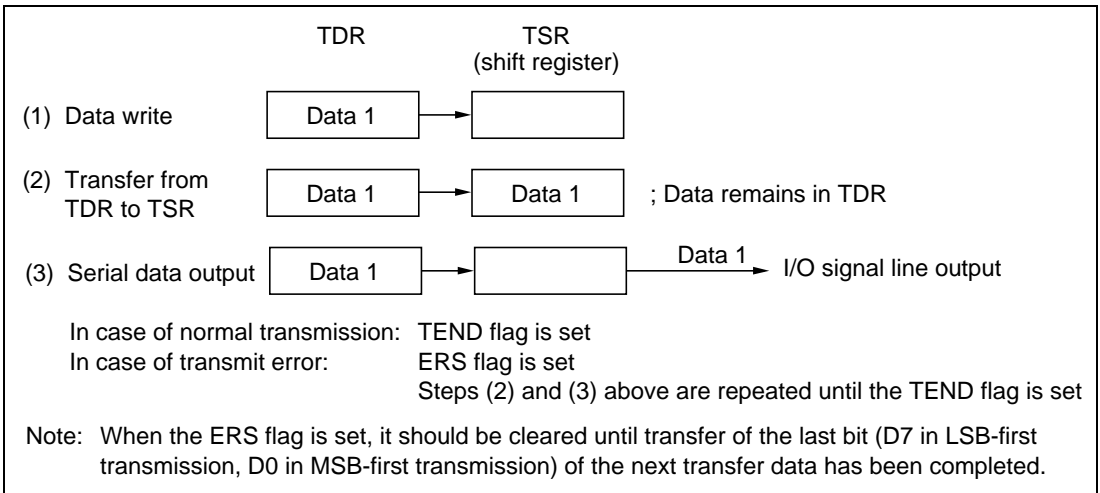 TDR TSR
(shift register)
(1) Data write Data 1
(2) Transfer from
TDR to TSR Data 1 Data 1 ; Data remains in TDR
(3) Serial data output Data 1 Data 1 I/O signal line output
In case of normal transmission: TEND flag is set
In case of transmit error: ERS flag is set
Steps (2) and (3) above are repeated until the TEND flag is set
Note: When the ERS flag is set, it should be cleared until transfer of the last bit (D7 in LSB-first
transmission, D0 in MSB-first transmission) of the next transfer data has been completed.